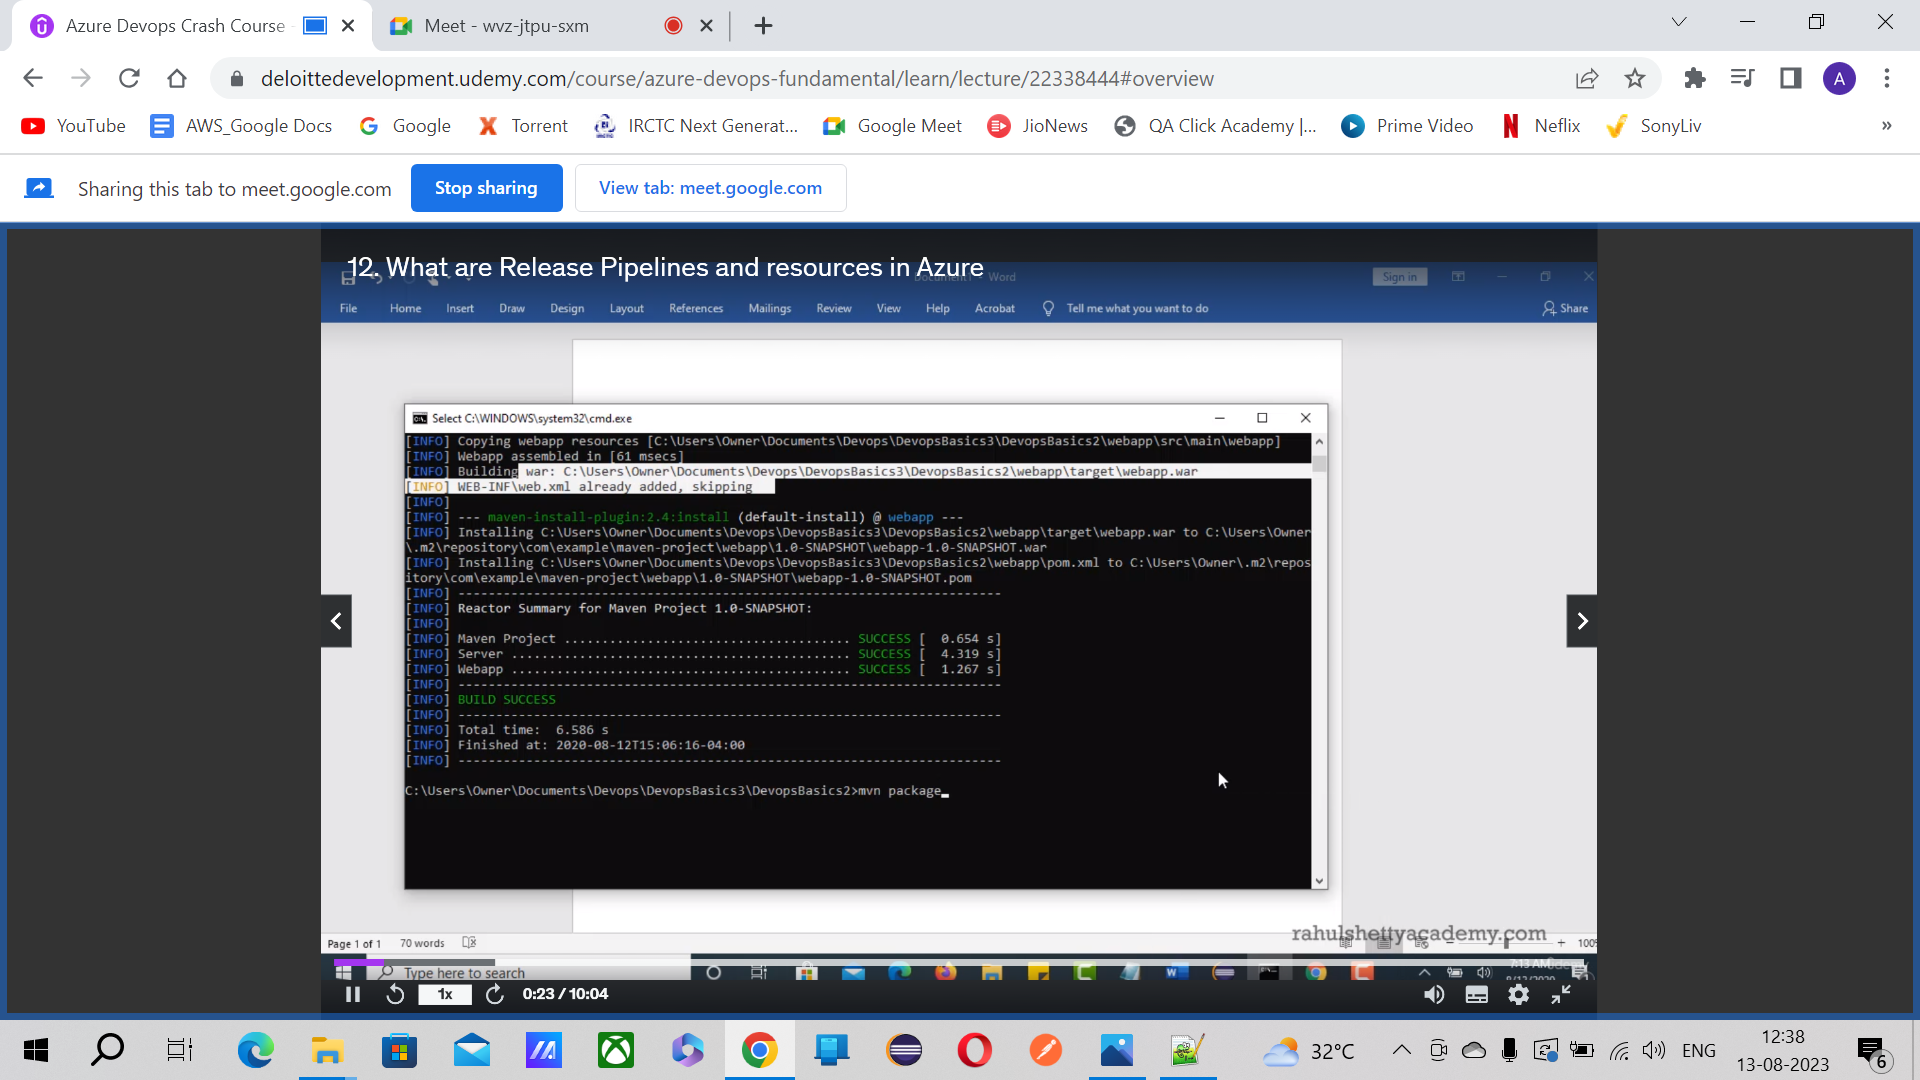 Azure Devops Crash Course
Meet - wvz-jtpu-sxm
deloittedevelopment.udemy.com/course/azure-devops-fundamental/learn/lecture/22338444#overview
A
YouTube AWS_Google Docs Google Torrent IRCTC Next Generat... Google Meet JioNews QA Click Academy |... Prime Video Neflix SonyLiv »
Sharing this tab to meet.google.com Stop sharing View tab: meet.google.com
12. What are Release Pipelines and resources in Azure
Word Sign in
File Home Insert Draw Design Layout References Mailings Review View Help Acrobat Tell me what you want to do Share
Select C:\WINDOWS\system32\cmd.exe
[INFO] Copying webapp resources [C:\Users\Owner\Documents\Devops\DevopsBasics3\DevopsBasics2\webapp\src\main\webapp]
[INFO] Webapp assembled in [61 msecs]
[INFO] Building war: C:\Users\Owner\Documents\Devops\DevopsBasics3\DevopsBasics2\webapp\target\webapp.war
[INFO] WEB-INF\web.xml already added, skipping
[INFO]
[INFO] --- maven-install-plugin:2.4:install (default-install) @ webapp ---
[INFO] Installing C:\Users\Owner\Documents\Devops\DevopsBasics3\DevopsBasics2\webapp\target\webapp.war to C:\Users\Owner
\.m2\repository\com\example\maven-project\webapp\1.0-SNAPSHOT\webapp-1.0-SNAPSHOT.war
[INFO] Installing C:\Users\Owner\Documents\Devops\DevopsBasics3\DevopsBasics2\webapp\pom.xml to C:\Users\Owner\.m2\repos
itory\com\example\maven-project\webapp\1.0-SNAPSHOT\webapp-1.0-SNAPSHOT.pom
[INFO] ------------------------------------------------------------------------
[INFO] Reactor Summary for Maven Project 1.0-SNAPSHOT:
[INFO]
[INFO] Maven Project ...................................... SUCCESS [  0.654 s]
[INFO] Server ............................................. SUCCESS [  4.319 s]
[INFO] Webapp ............................................. SUCCESS [  1.267 s]
[INFO] ------------------------------------------------------------------------
[INFO] BUILD SUCCESS
[INFO] ------------------------------------------------------------------------
[INFO] Total time:  6.586 s
[INFO] Finished at: 2020-08-12T15:06:16-04:00
[INFO] ------------------------------------------------------------------------
C:\Users\Owner\Documents\Devops\DevopsBasics3\DevopsBasics2>mvn package_
rahulshettyacademy.com
Page 1 of 1 70 words
Type here to search 7:13 AM
1x 0:23 / 10:04
32°C ENG
12:38
13-08-2023
6